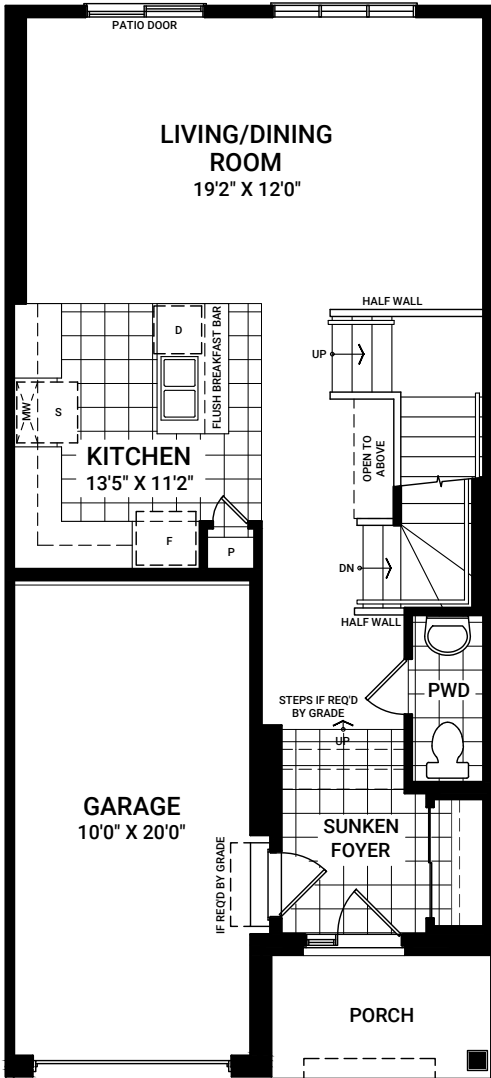 PATIO DOOR
LIVING/DINING
ROOM
19'2" X 12'0"
HALF WALL
D
FLUSH BREAKFAST BAR
UP
MW
S
OPEN TO
ABOVE
KITCHEN
13'5" X 11'2"
F
P
DN
HALF WALL
PWD
STEPS IF REQ'D
BY GRADE
UP
GARAGE
10'0" X 20'0"
SUNKEN
FOYER
IF REQ'D BY GRADE
PORCH